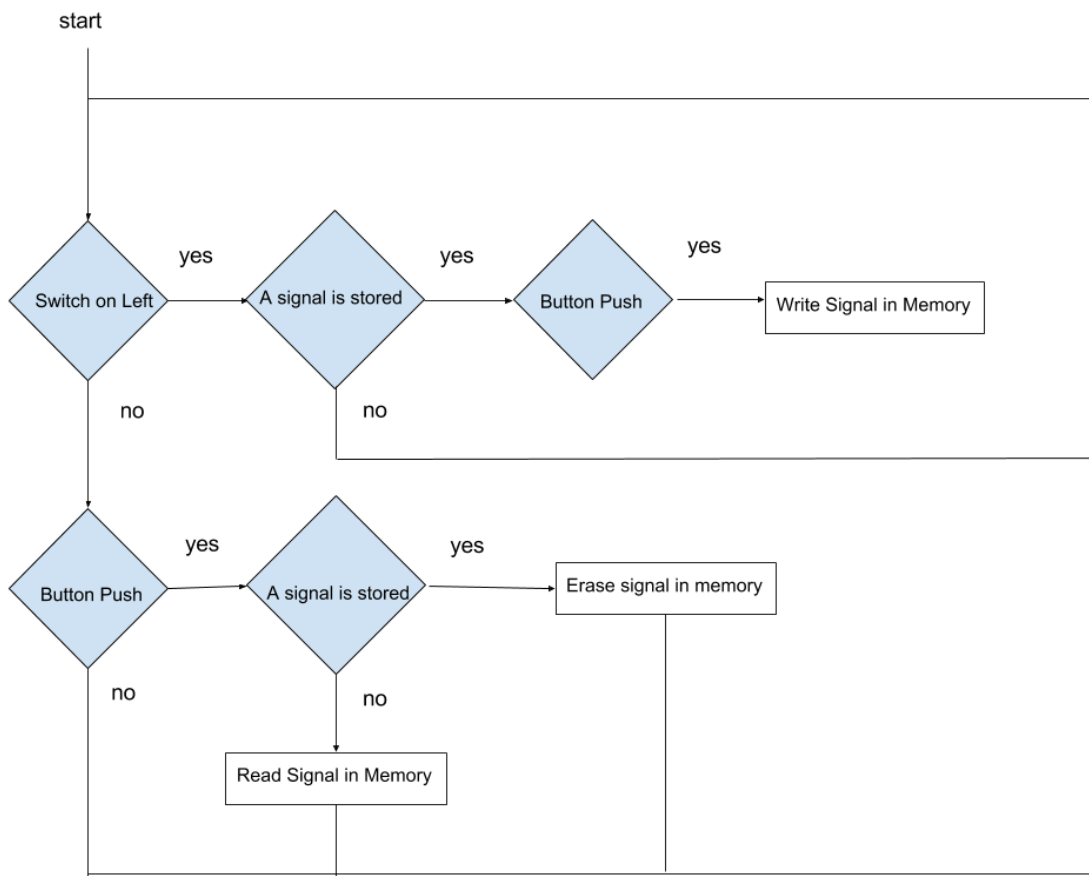 start
yes
yes
yes
Switch on Left
A signal is stored
Button Push
Write Signal in Memory
no
no
yes
yes
Button Push
A signal is stored
Erase signal in memory
no
no
Read Signal in Memory